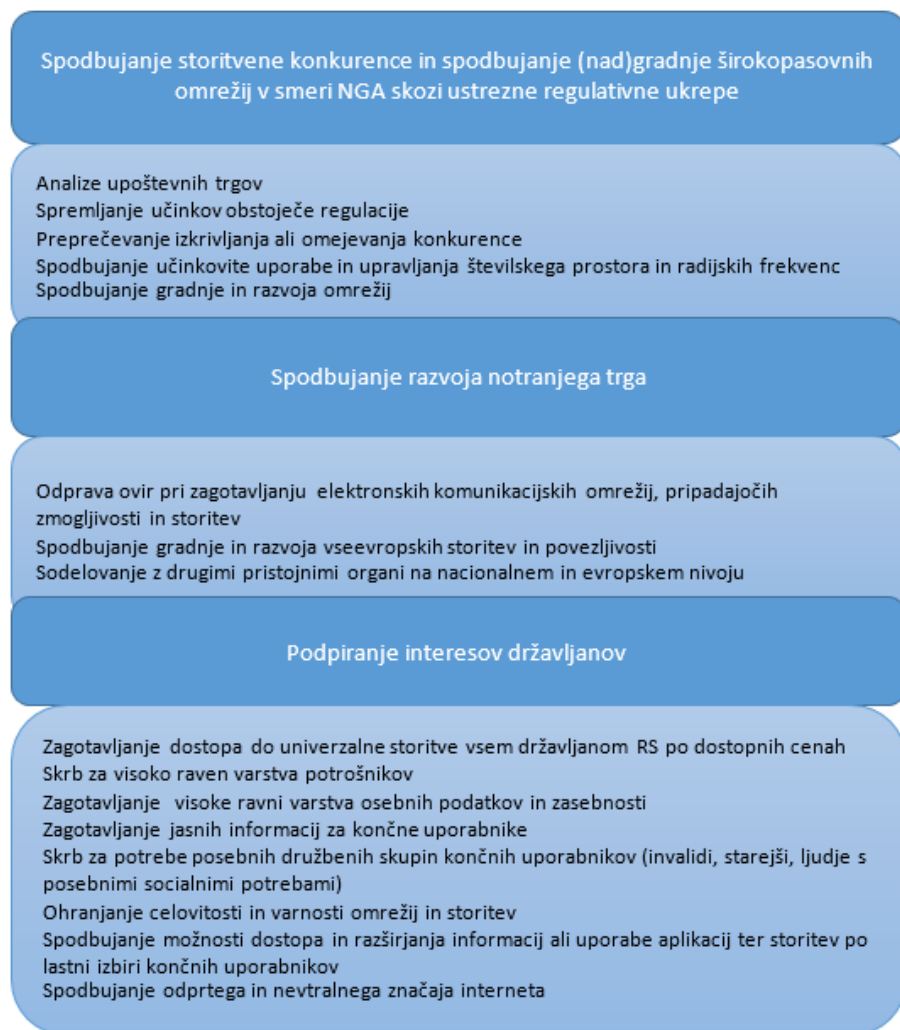 Spodbujanje storitvene konkurence in spodbujanje (nad)gradnje širokopasovnih
omrežij v smeri NGA skozi ustrezne regulativne ukrepe
Analize upoštevnih trgov
Spremljanje učinkov obstoječe regulacije
Preprečevanje izkrivljanja ali omejevanja konkurence
Spodbujanje učinkovite uporabe in upravljanja številskega prostora in radijskih frekvenc
Spodbujanje gradnje in razvoja omrežij
Spodbujanje razvoja notranjega trga
Odprava ovir pri zagotavljanju elektronskih komunikacijskih omrežij, pripadajočih
zmogljivosti in storitev
Spodbujanje gradnje in razvoja vseevropskih storitev in povezljivosti
Sodelovanje z drugimi pristojnimi organi na nacionalnem in evropskem nivoju
Podpiranje interesov državljanov
Zagotavljanje dostopa do univerzalne storitve vsem državljanom RS po dostopnih cenah
Skrb za visoko raven varstva potrošnikov
Zagotavljanje visoke ravni varstva osebnih podatkov in zasebnosti
Zagotavljanje jasnih informacij za končne uporabnike
Skrb za potrebe posebnih družbenih skupin končnih uporabnikov (invalidi, starejši, ljudje s
posebnimi socialnimi potrebami)
Ohranjanje celovitosti in varnosti omrežij in storitev
Spodbujanje možnosti dostopa in razširjanja informacij ali uporabe aplikacij ter storitev po
lastni izbiri končnih uporabnikov
Spodbujanje odprtega in nevtralnega značaja interneta